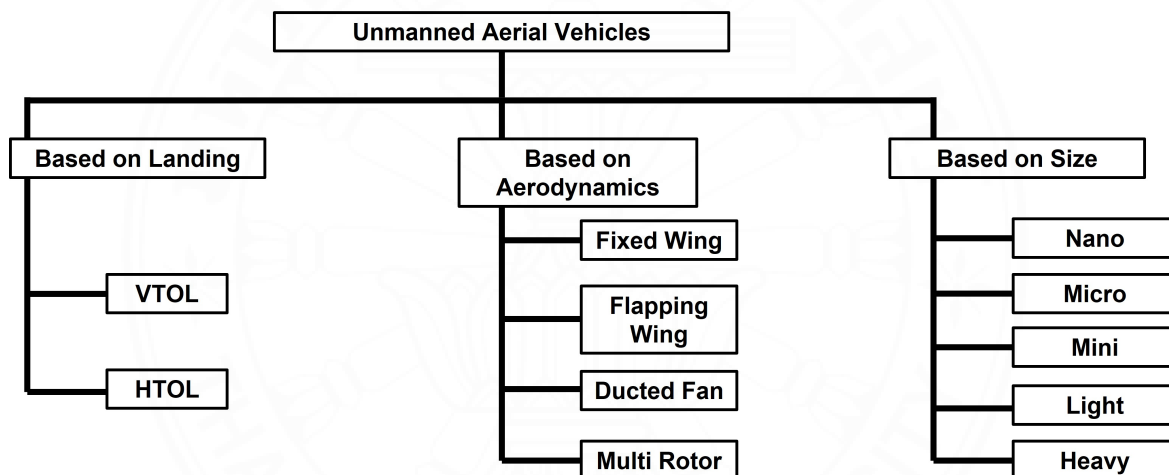 Unmanned Aerial Vehicles
Based on Landing
VTOL
HTOL
Based on
Aerodynamics
Fixed Wing
Flapping
Wing
Ducted Fan
Multi Rotor
Based on Size
Nano
Micro
Mini
Light
Heavy